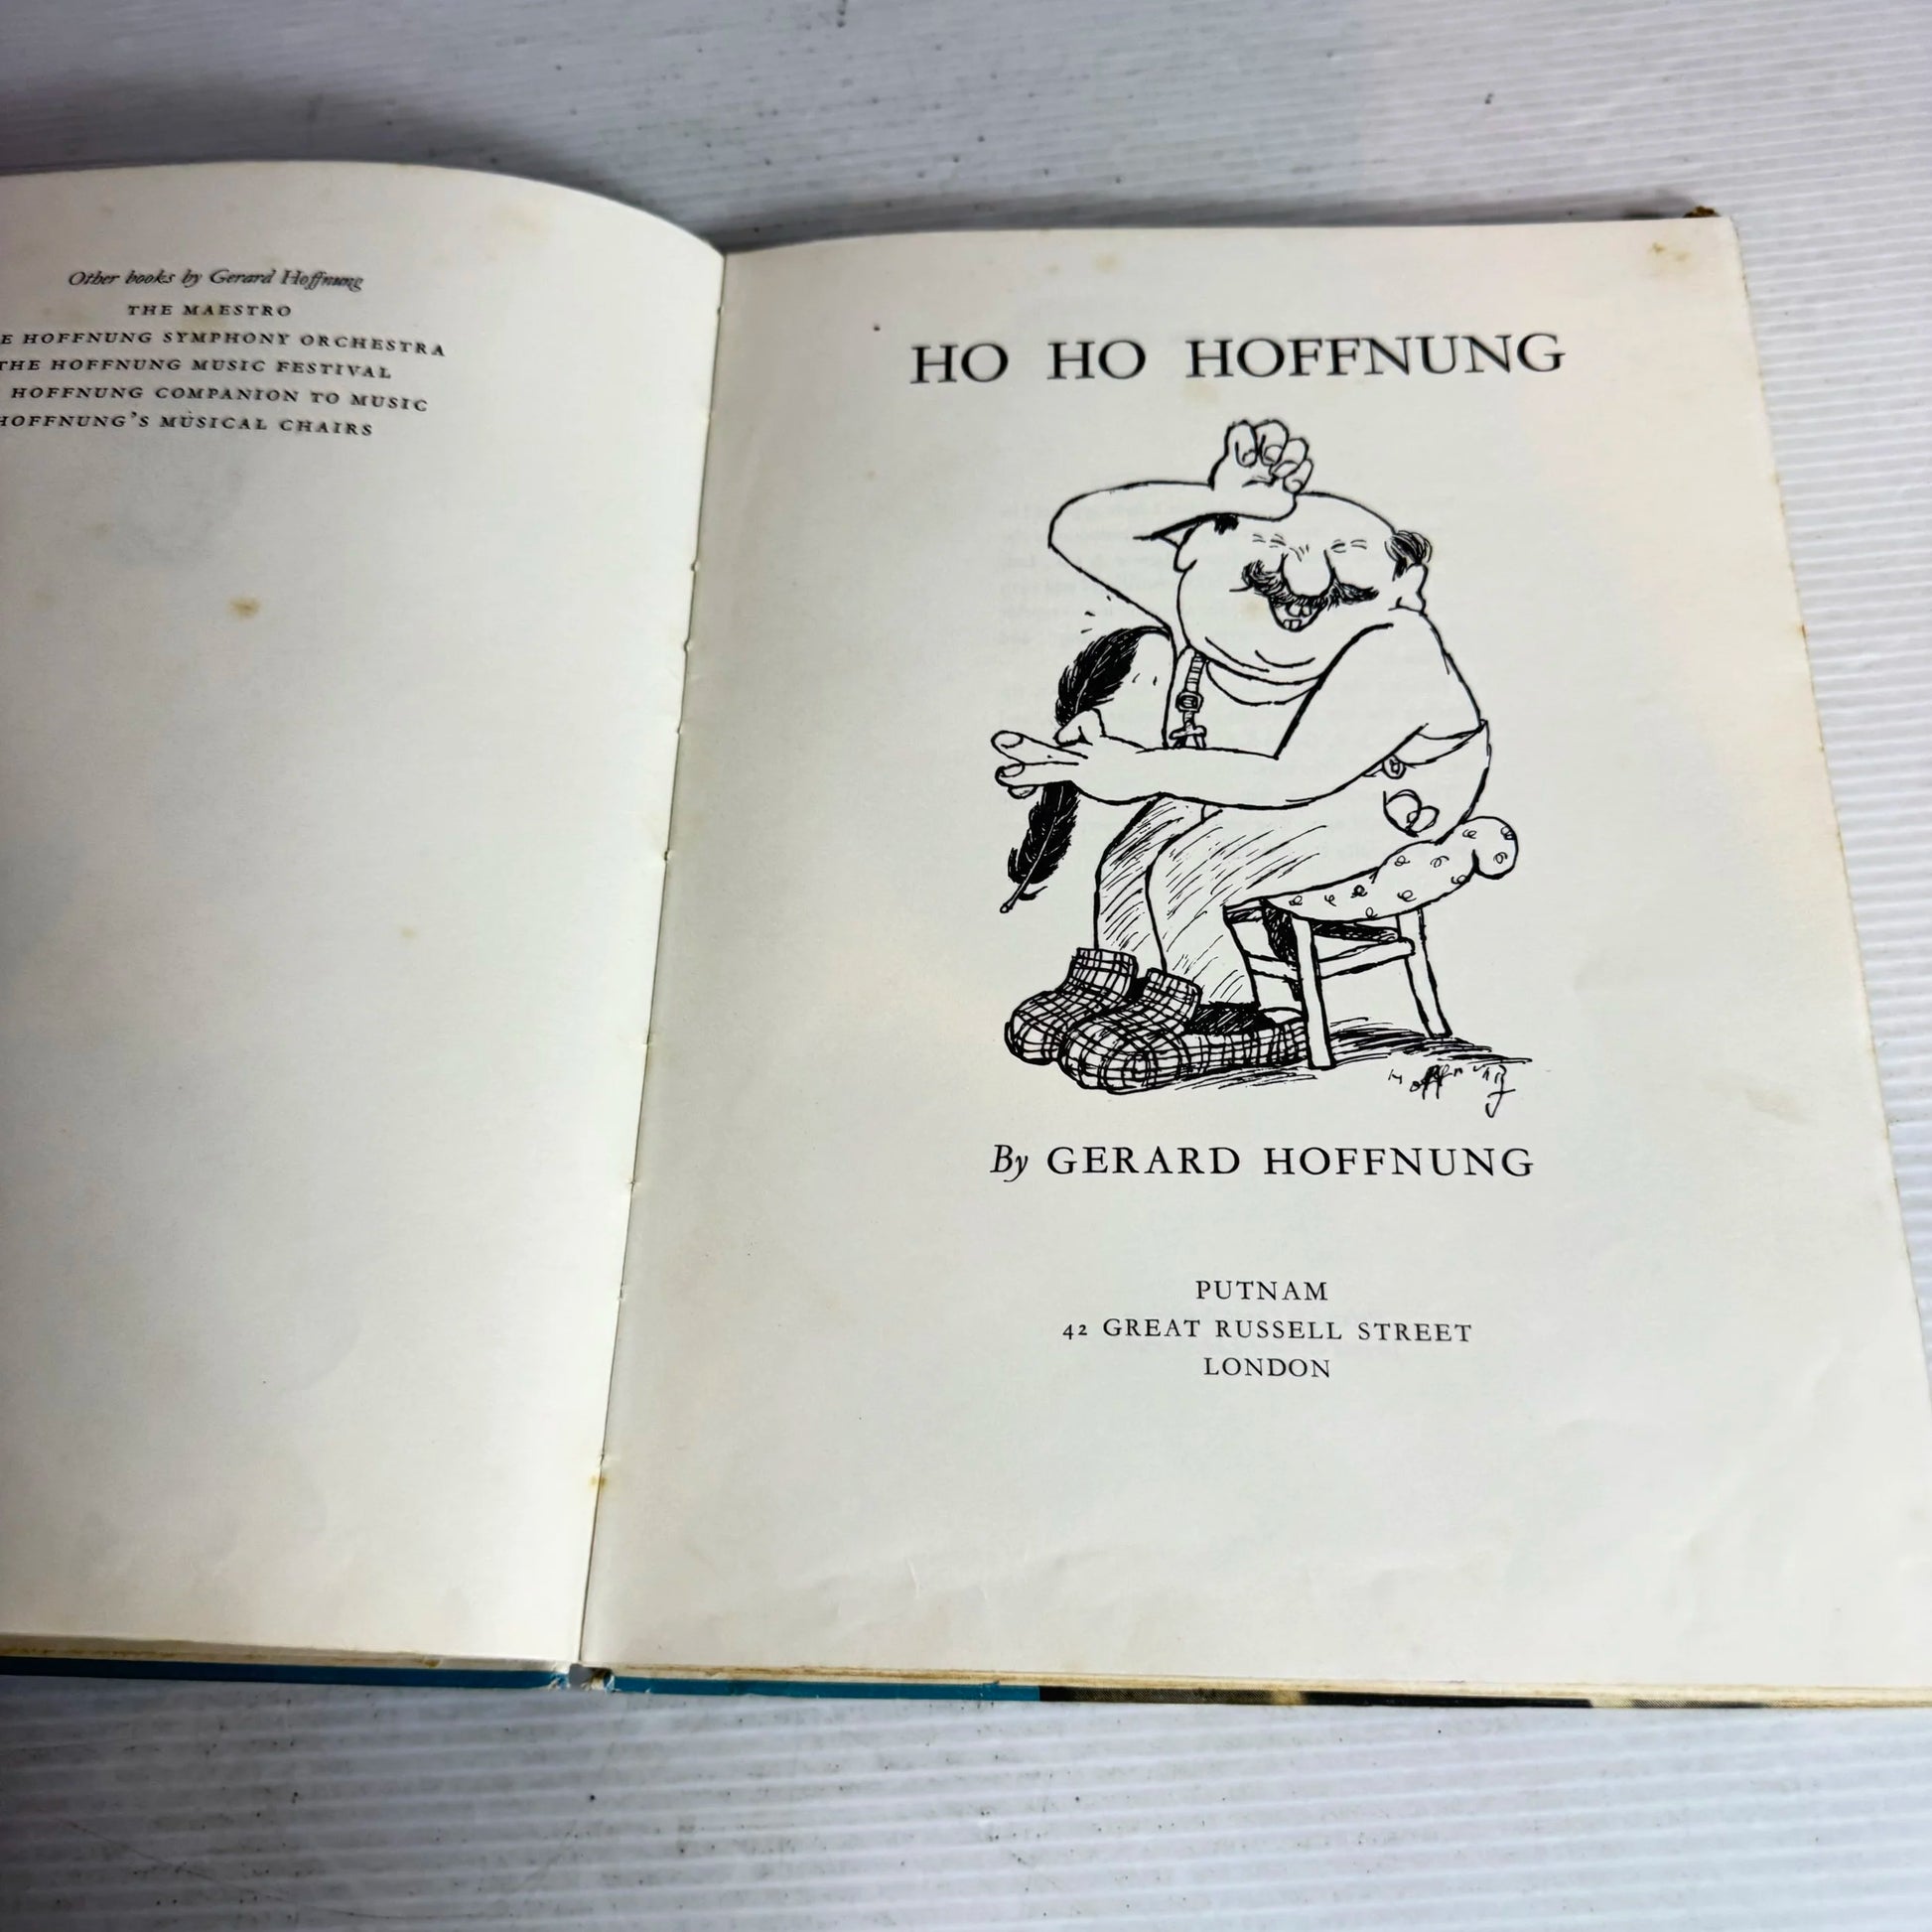 Other books by Gerard Hoffnung
THE MAESTRO
E HOFFNUNG SYMPHONY ORCHESTRA
THE HOFFNUNG MUSIC FESTIVAL
HOFFNUNG COMPANION TO MUSIC
HOFFNUNG'S MUSICAL CHAIRS
HO HO HOFFNUNG
Hoffnung
By GERARD HOFFNUNG
PUTNAM
42 GREAT RUSSELL STREET
LONDON